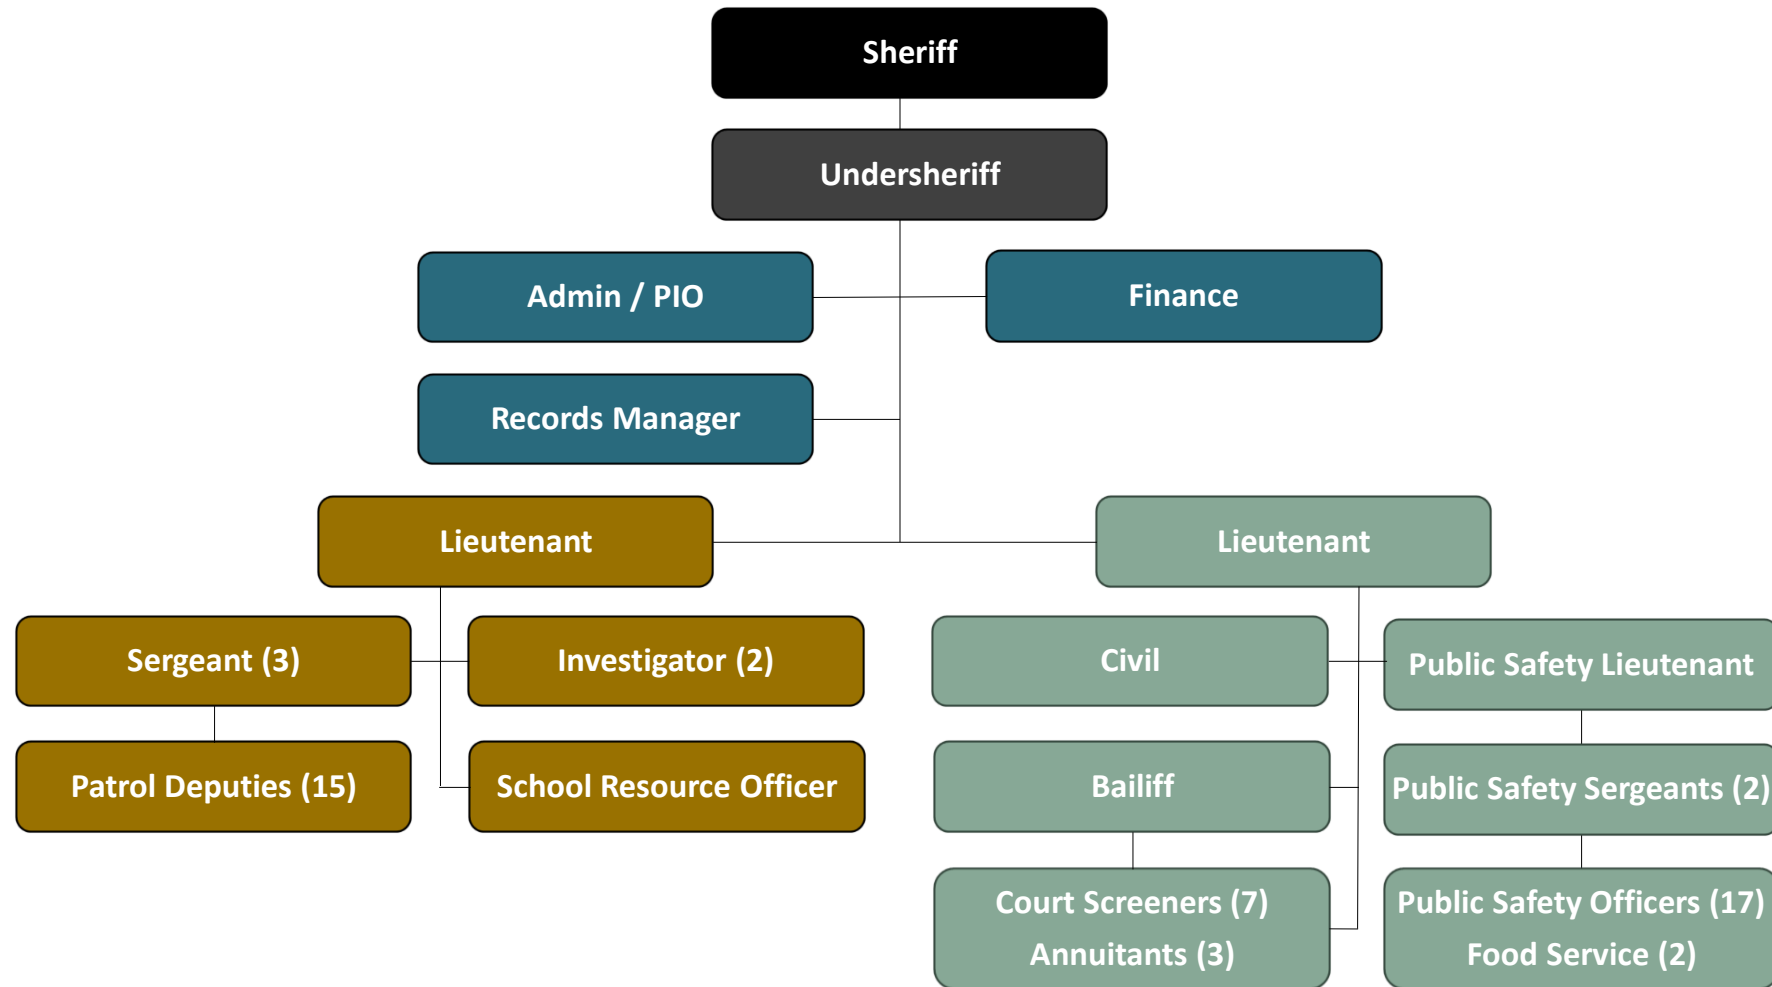 Sheriff
Undersheriff
Admin / PIO
Finance
Records Manager
Lieutenant
Lieutenant
Sergeant (3)
Investigator (2)
Civil
Public Safety Lieutenant
Patrol Deputies (15)
School Resource Officer
Bailiff
Public Safety Sergeants (2)
Court Screeners (7)
Annuitants (3)
Public Safety Officers (17)
Food Service (2)